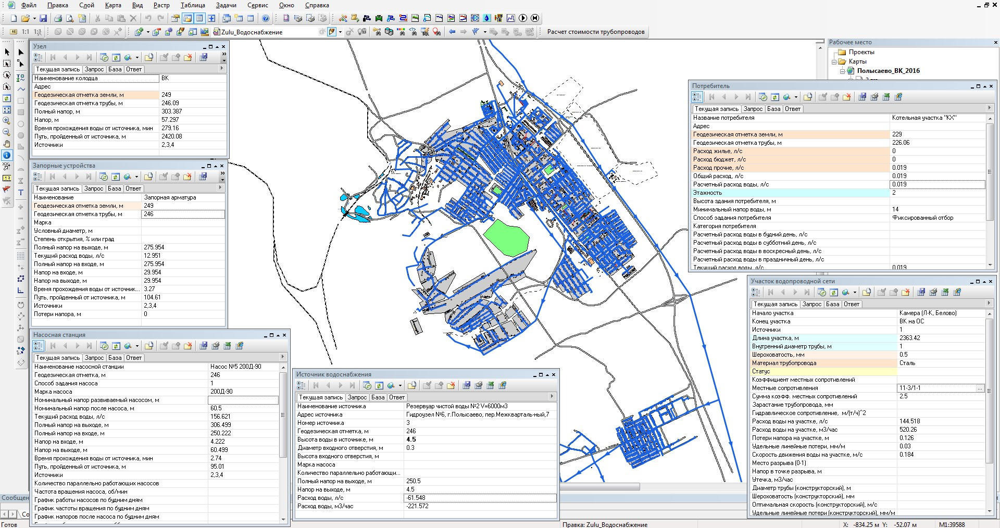 Файл Правка Слой Карта Вид Растр Таблица Задачи Сервис Окно Справка
1:1 Zulu_Водоснабжение SQL Расчет стоимости трубопроводов
Узел
Текущая запись Запрос База Ответ
Наименование колодца ВК
Адрес
Геодезическая отметка земли, м 249
Геодезическая отметка трубы, м 246.09
Полный напор, м 303.387
Напор, м 57.297
Время прохождения воды от источника, мин 279.16
Путь, пройденный от источника, м 2420.08
Источники 2,3,4
Запорные устройства
Текущая запись Запрос База Ответ
Наименование Запорная арматура
Геодезическая отметка земли, м 249
Геодезическая отметка трубы, м 246
Марка
Условный диаметр, м
Степень открытия, % или град
Полный напор на выходе, м 275.954
Текущий расход воды, л/с 12.951
Полный напор на входе, м 275.954
Напор на входе, м 29.954
Напор на выходе, м 29.954
Время прохождения воды от источник... 3.27
Путь, пройденный от источника, м 104.61
Источники 2,3,4
Потери напора, м 0
Насосная станция
Текущая запись Запрос База Ответ
Наименование насосной станции Насос №5 200Д-90
Геодезическая отметка, м 246
Способ задания насоса 1
Марка насоса 200Д-90
Номинальный напор развиваемый насосом, м
Номинальный напор после насоса, м 60.5
Текущий расход воды, л/с 156.621
Полный напор на выходе, м 306.499
Полный напор на входе, м 250.222
Напор на входе, м 4.222
Напор на выходе, м 60.499
Время прохождения воды от источника, мин 2.74
Путь, пройденный от источника, м 95.01
Источники 2,3,4
Количество параллельно работающих насосов
Частота вращения насоса, об/мин
График работы насосов по будним дням
График частоты вращения по будним дням
График напоров после насоса по будним дням
Источник водоснабжения
Текущая запись Запрос База Ответ
Наименование источника Резервуар чистой воды №2 V=6000м3
Адрес источника Гидроузел №6, г.Полысаево, пер.Межкварталь-ный,7
Номер источника 3
Геодезическая отметка, м 246
Высота воды в источнике, м 4.5
Диаметр входного отверстия, м 0.3
Высота входного отверстия, м
Марка насоса
Количество параллельно работающи...
Полный напор на выходе, м 250.5
Напор на выходе, м 4.5
Расход воды, л/с -61.548
Расход воды, м3/час -221.572
Рабочее место
Проекты
Карты
Полысаево_ВК_2016
Потребитель
Текущая запись Запрос База Ответ
Название потребителя Котельная участка "КХ"
Адрес
Геодезическая отметка земли, м 229
Геодезическая отметка трубы, м 226.06
Расход жилье, л/с 0
Расход бюджет, л/с 0
Расход прочие, л/с 0.019
Общий расход, л/с 0.019
Расчетный расход воды, л/с 0.019
Этажность 2
Высота здания потребителя, м
Минимальный напор воды, м 14
Способ задания потребителя Фиксированный отбор
Категория потребителя
Расчетный расход воды в будний день, л/с
Расчетный расход воды в субботний день, л/с
Расчетный расход воды в воскресный день, л/с
Расчетный расход воды в праздничный день, л/с
Текущий расход воды, л/с 0.019
Участок водопроводной сети
Текущая запись Запрос База Ответ
Начало участка Камера (Л-К, Белово)
Конец участка ВК на ОС
Источники 1
Длина участка, м 2363.42
Внутренний диаметр трубы, м 1
Шероховатость, мм 0.5
Материал трубопровода Сталь
Статус
Коэффициент местных сопротивлений
Местные сопротивления 11-3/1-1 ...
Сумма коэфф. местных сопротивлений 2.5
Зарастание трубопровода, мм
Гидравлическое сопротивление, м/(т/ч)^2
Расход воды на участке, л/с 144.518
Расход воды на участке, м3/час 520.26
Потери напора на участке, м 0.126
Удельные линейные потери, мм/м 0.03
Скорость движения воды на участке, м/с 0.184
Место разрыва (0-1)
Напор в точке разрыва, м
Утечка, м3/час
Диаметр трубы (конструкторский), м
Шероховатость (конструкторский), мм
Оптимальная скорость (конструкторский), м/с
Удельные линейные потери (конструкторский), мм/м
Сообщен
Со
Готово Правка: Zulu_Водоснабжение X: -834.25 м Y: -52.07 м М1:39588